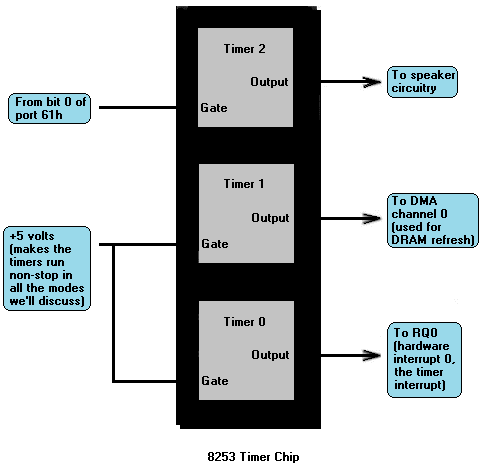 Timer 2
Output
Gate
To speaker
circuitry
From bit 0 of
port 61h
Timer 1
Output
Gate
To DMA
channel 0
(used for
DRAM refresh)
+5 volts
(makes the
timers run
non-stop in
all the modes
we'll discuss)
Timer 0
Output
Gate
To RQ0
(hardware
interrupt 0,
the timer
interrupt)
8253 Timer Chip